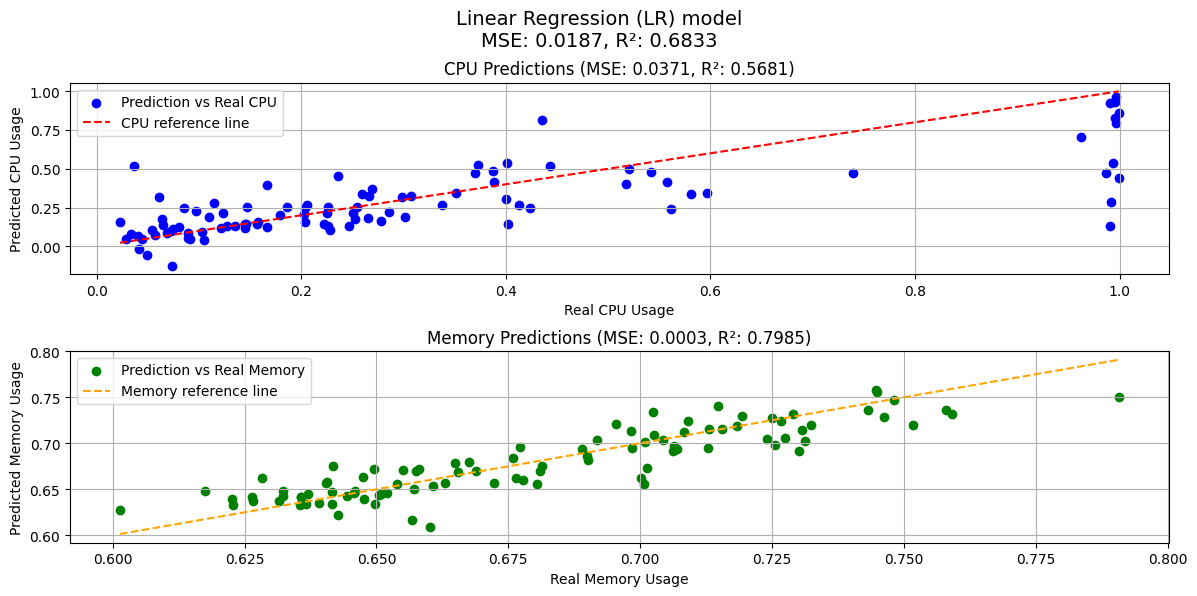 Linear Regression (LR) model
MSE: 0.0187, R²: 0.6833
CPU Predictions (MSE: 0.0371, R²: 0.5681)
Prediction vs Real CPU
CPU reference line
Predicted CPU Usage
1.00
0.75
0.50
0.25
0.00
0.0 0.2 0.4 0.6 0.8 1.0
Real CPU Usage
Memory Predictions (MSE: 0.0003, R²: 0.7985)
Prediction vs Real Memory
Memory reference line
Predicted Memory Usage
0.80
0.75
0.70
0.65
0.60
0.600 0.625 0.650 0.675 0.700 0.725 0.750 0.775 0.800
Real Memory Usage